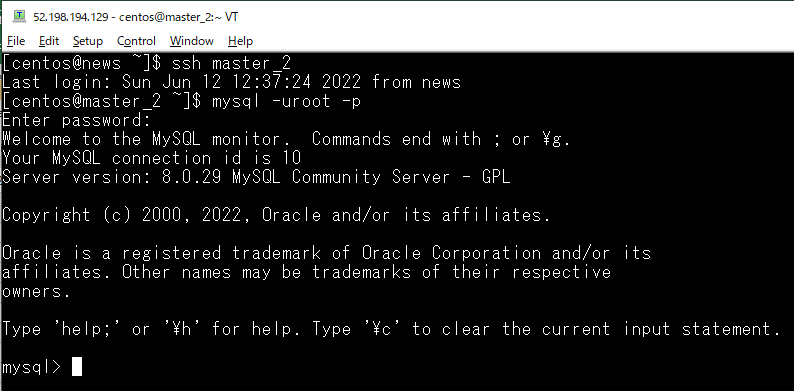 52.198.194.129 - centos@master_2:~ VT
File Edit Setup Control Window Help
[centos@news ~]$ ssh master_2
Last login: Sun Jun 12 12:37:24 2022 from news
[centos@master_2 ~]$ mysql -uroot -p
Enter password:
Welcome to the MySQL monitor.  Commands end with ; or ¥g.
Your MySQL connection id is 10
Server version: 8.0.29 MySQL Community Server - GPL
Copyright (c) 2000, 2022, Oracle and/or its affiliates.
Oracle is a registered trademark of Oracle Corporation and/or its
affiliates. Other names may be trademarks of their respective
owners.
Type 'help;' or '¥h' for help. Type '¥c' to clear the current input statement.
mysql>